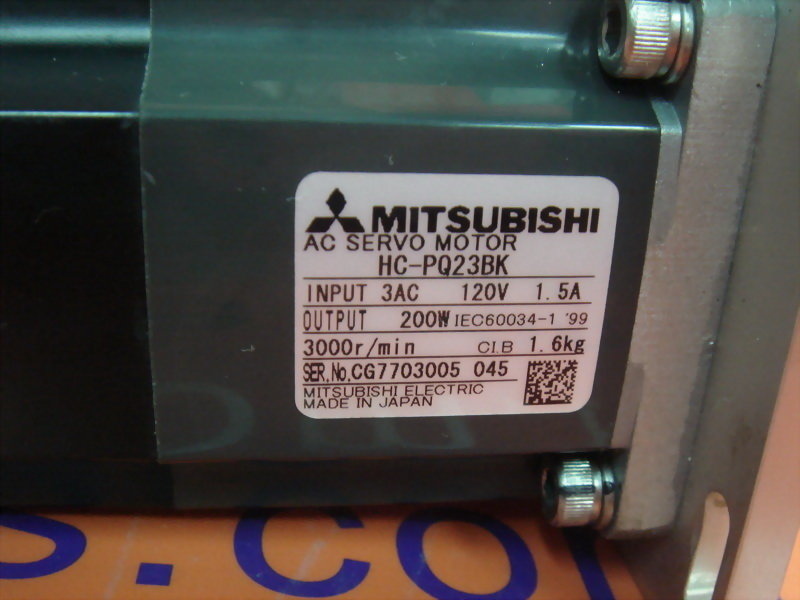 MITSUBISHI
AC SERVO MOTOR
HC-PQ23BK
INPUT 3AC 120V 1.5A
OUTPUT 200W IEC60034-1 '99
3000r/min CI.B 1.6kg
SER.No.CG7703005 045
MITSUBISHI ELECTRIC
MADE IN JAPAN
S.CO